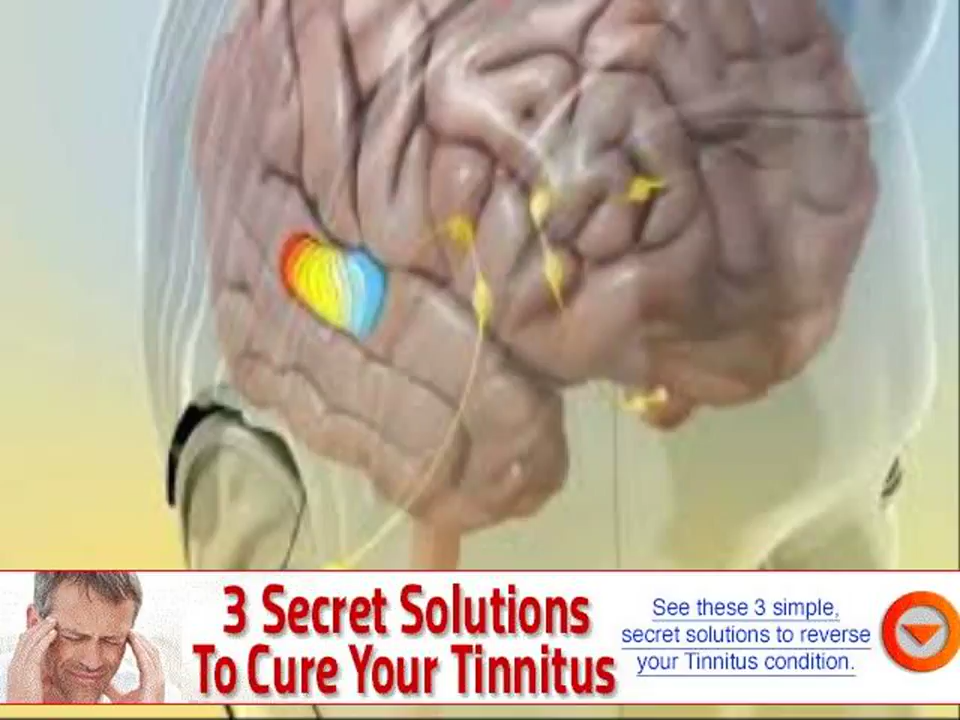 3 Secret Solutions
To Cure Your Tinnitus
See these 3 simple,
secret solutions to reverse
your Tinnitus condition.